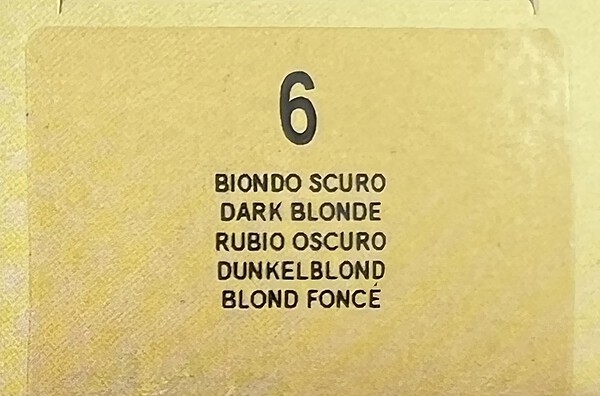 6
BIONDO SCURO
DARK BLONDE
RUBIO OSCURO
DUNKELBLOND
BLOND FONCÉ